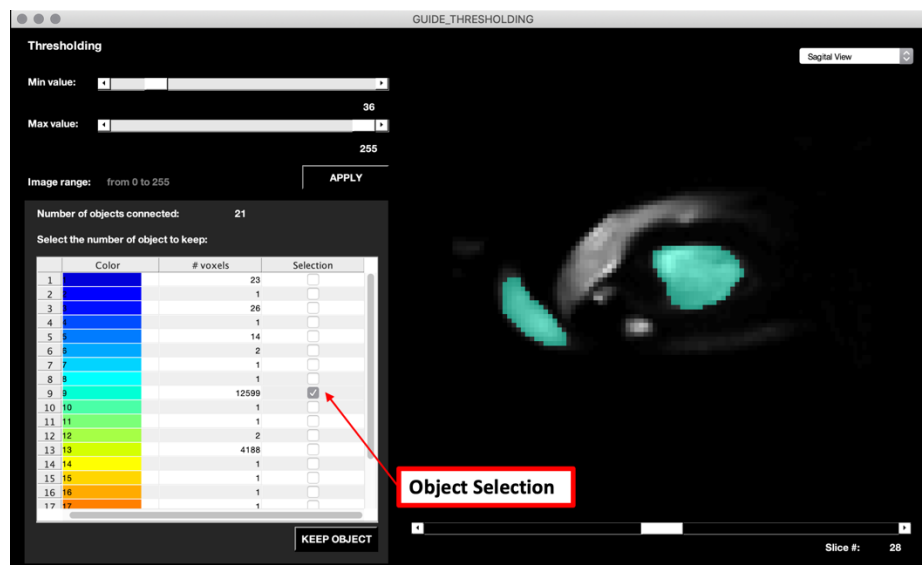 GUIDE_THRESHOLDING
Thresholding
Sagital View
Min value:
36
Max value:
255
Image range: from 0 to 255
APPLY
Number of objects connected: 21
Select the number of object to keep:
Color # voxels Selection
1 23
2 1
3 3 26
4 4 1
5 5 14
6 6 2
7 7 1
8 8 1
9 9 12599
10 10 1
11 11 1
12 12 2
13 13 4188
14 14 1
15 15 1
16 16 1
17 17 1
Object Selection
KEEP OBJECT
Slice #: 28